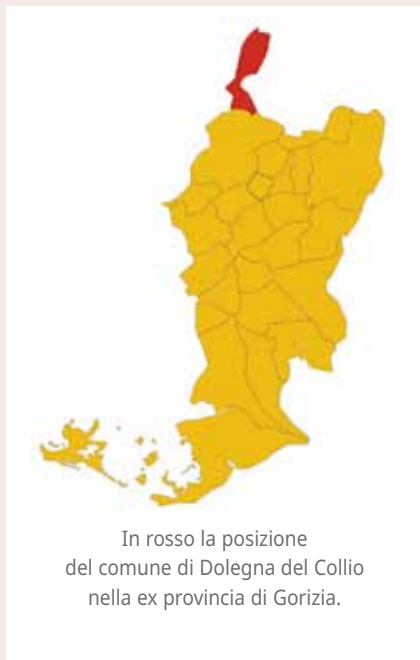 In rosso la posizione
del comune di Dolegna del Collio
nella ex provincia di Gorizia.